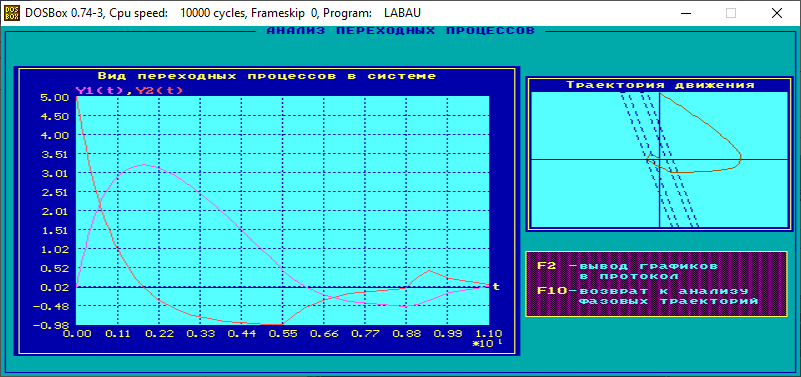 DOSBox 0.74-3, Cpu speed: 10000 cycles, Frameskip 0, Program: LABAU
АНАЛИЗ ПЕРЕХОДНЫХ ПРОЦЕССОВ
Вид переходных процессов в системе
Y1(t),Y2(t)
5.00
4.50
4.00
3.51
3.01
2.51
2.01
1.51
1.02
0.52
0.02
-0.48
-0.98
t
0.00 0.11 0.22 0.33 0.44 0.55 0.66 0.77 0.88 0.99 1.10
*10¹
Траектория движения
F2 -вывод графиков
в протокол
F10-возврат к анализу
фазовых траекторий